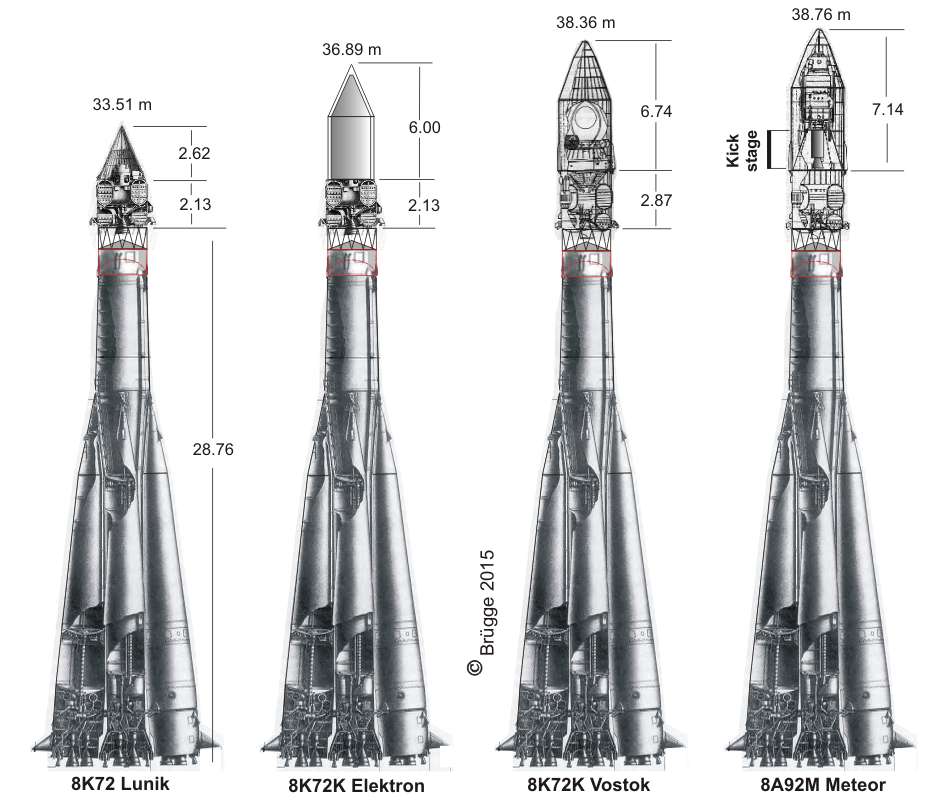 33.51 m
2.62
2.13
28.76
8K72 Lunik
36.89 m
6.00
2.13
8K72K Elektron
38.36 m
6.74
2.87
© Brügge 2015
8K72K Vostok
38.76 m
7.14
Kick
stage
8A92M Meteor